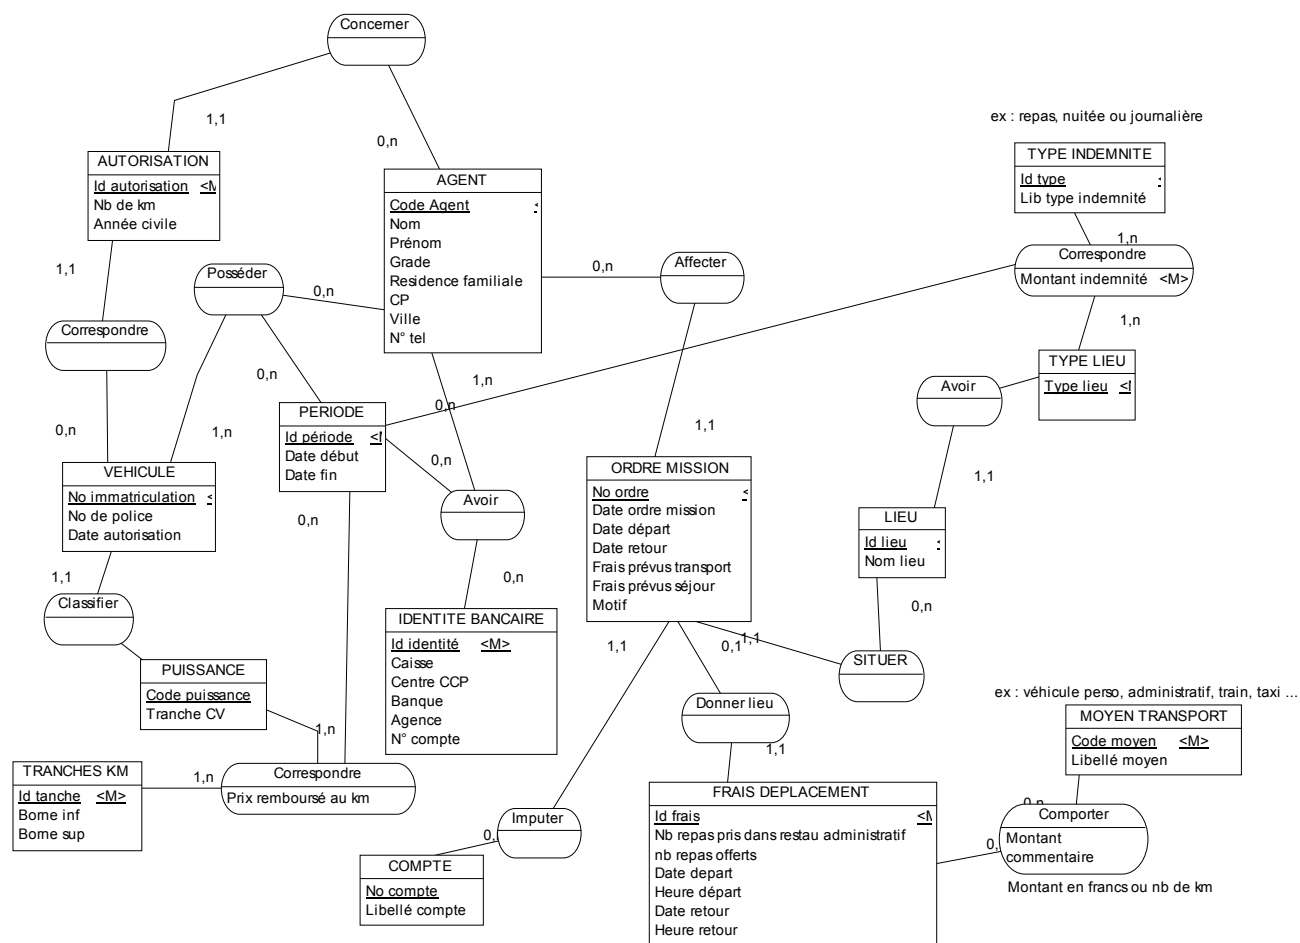 Concerner
1,1
0,n
ex : repas, nuitée ou journalière
AUTORISATION
Id autorisation <M
Nb de km
Année civile
AGENT
Code Agent
Nom
Prénom
Grade
Residence familiale
CP
Ville
N° tel
TYPE INDEMNITE
Id type
Lib type indemnité
1,n
Correspondre
Montant indemnité <M>
1,n
1,1
Posséder
0,n
0,n
Affecter
Correspondre
TYPE LIEU
Type lieu
0,n
1,n
0,n
Avoir
PERIODE
Id période
Date début
Date fin
0,n
1,n
1,1
0,n
1,1
VEHICULE
No immatriculation
No de police
Date autorisation
ORDRE MISSION
No ordre
Date ordre mission
Date départ
Date retour
Frais prévus transport
Frais prévus séjour
Motif
Avoir
0,n
LIEU
Id lieu
Nom lieu
1,1
Classifier
0,n
0,n
IDENTITE BANCAIRE
Id identité <M>
Caisse
Centre CCP
Banque
Agence
N° compte
1,1
0,1
1,1
SITUER
PUISSANCE
Code puissance
Tranche CV
1,n
Donner lieu
1,1
ex : véhicule perso, administratif, train, taxi ...
MOYEN TRANSPORT
Code moyen <M>
Libellé moyen
TRANCHES KM
Id tanche <M>
Borne inf
Borne sup
1,n
Correspondre
Prix remboursé au km
FRAIS DEPLACEMENT
Id frais <M
Nb repas pris dans restau administratif
nb repas offerts
Date depart
Heure départ
Date retour
Heure retour
0,n
Comporter
Montant
commentaire
0,
Montant en francs ou nb de km
Imputer
0,
COMPTE
No compte
Libellé compte